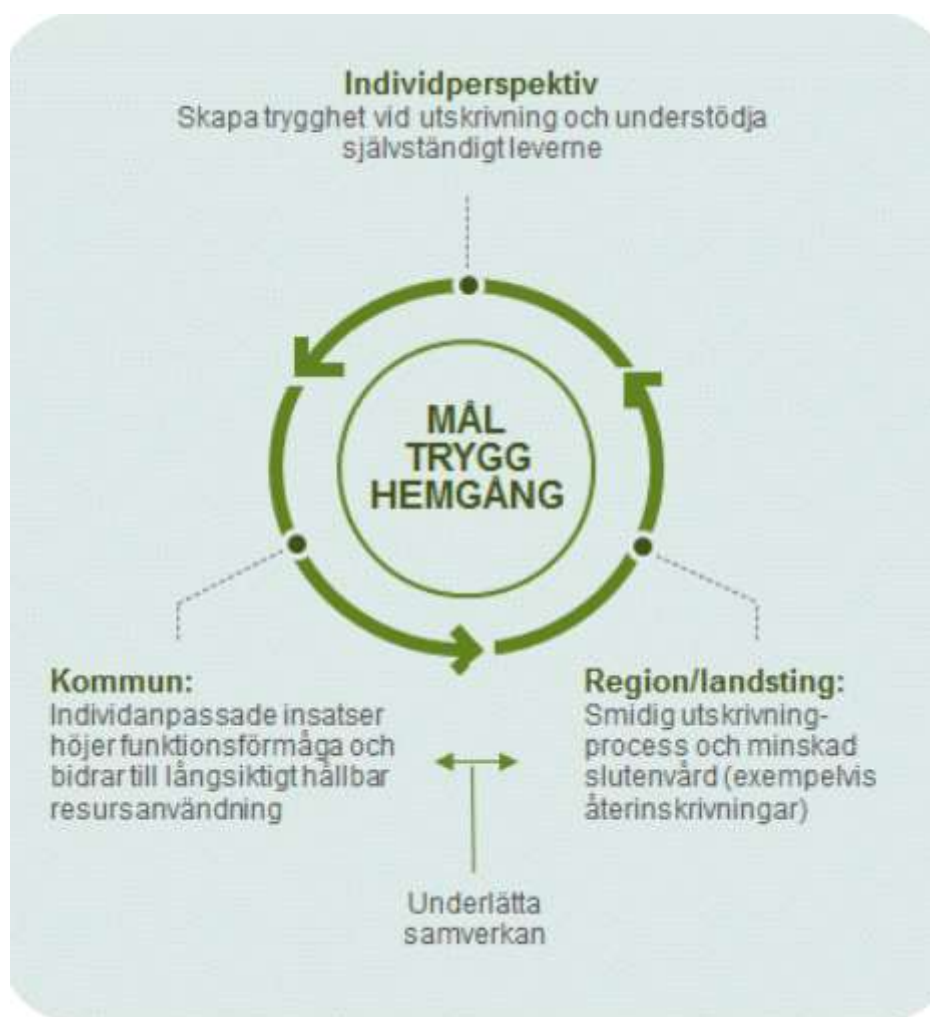 Individperspektiv
Skapa trygghet vid utskrivning och understödja
självständigt leverne
MÅL
TRYGG
HEMGÅNG
Kommun:
Individanpassade insatser
höjer funktionsförmåga och
bidrar till långsiktigt hållbar
resursanvändning
Region/landsting:
Smidig utskrivning-
process och minskad
slutenvård (exempelvis
återinskrivningar)
Underlätta
samverkan